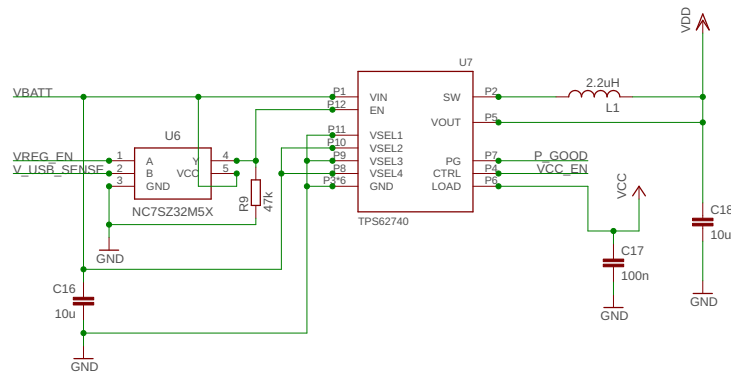 VDD
U7
2.2uH
VBATT
P1
VIN
SW
P2
L1
P12
EN
VOUT
P5
U6
P11
VSEL1
P10
VSEL2
VREG_EN
1
A
Y
4
P9
VSEL3
PG
P7
P_GOOD
V_USB_SENSE
2
B
VCC
5
P8
VSEL4
CTRL
P4
VCC_EN
3
GND
P3*6
GND
LOAD
P6
VCC
R9
47k
NC7SZ32M5X
TPS62740
C18
10u
GND
C17
100n
C16
10u
GND
GND
GND